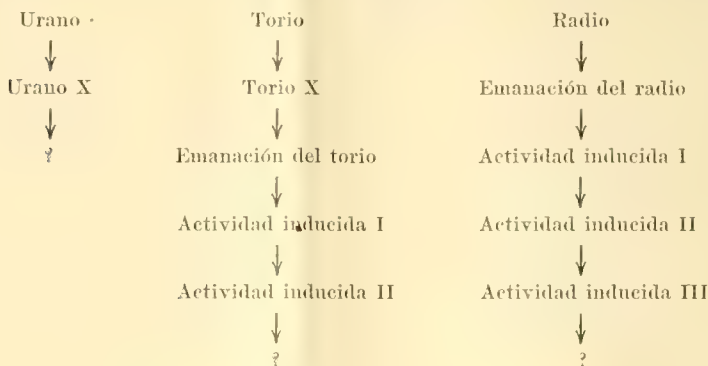 Urano Torio Radio
Urano X Torio X Emanación del radio
? Emanación del torio Actividad inducida I
Actividad inducida I Actividad inducida II
Actividad inducida II Actividad inducida III
? ?